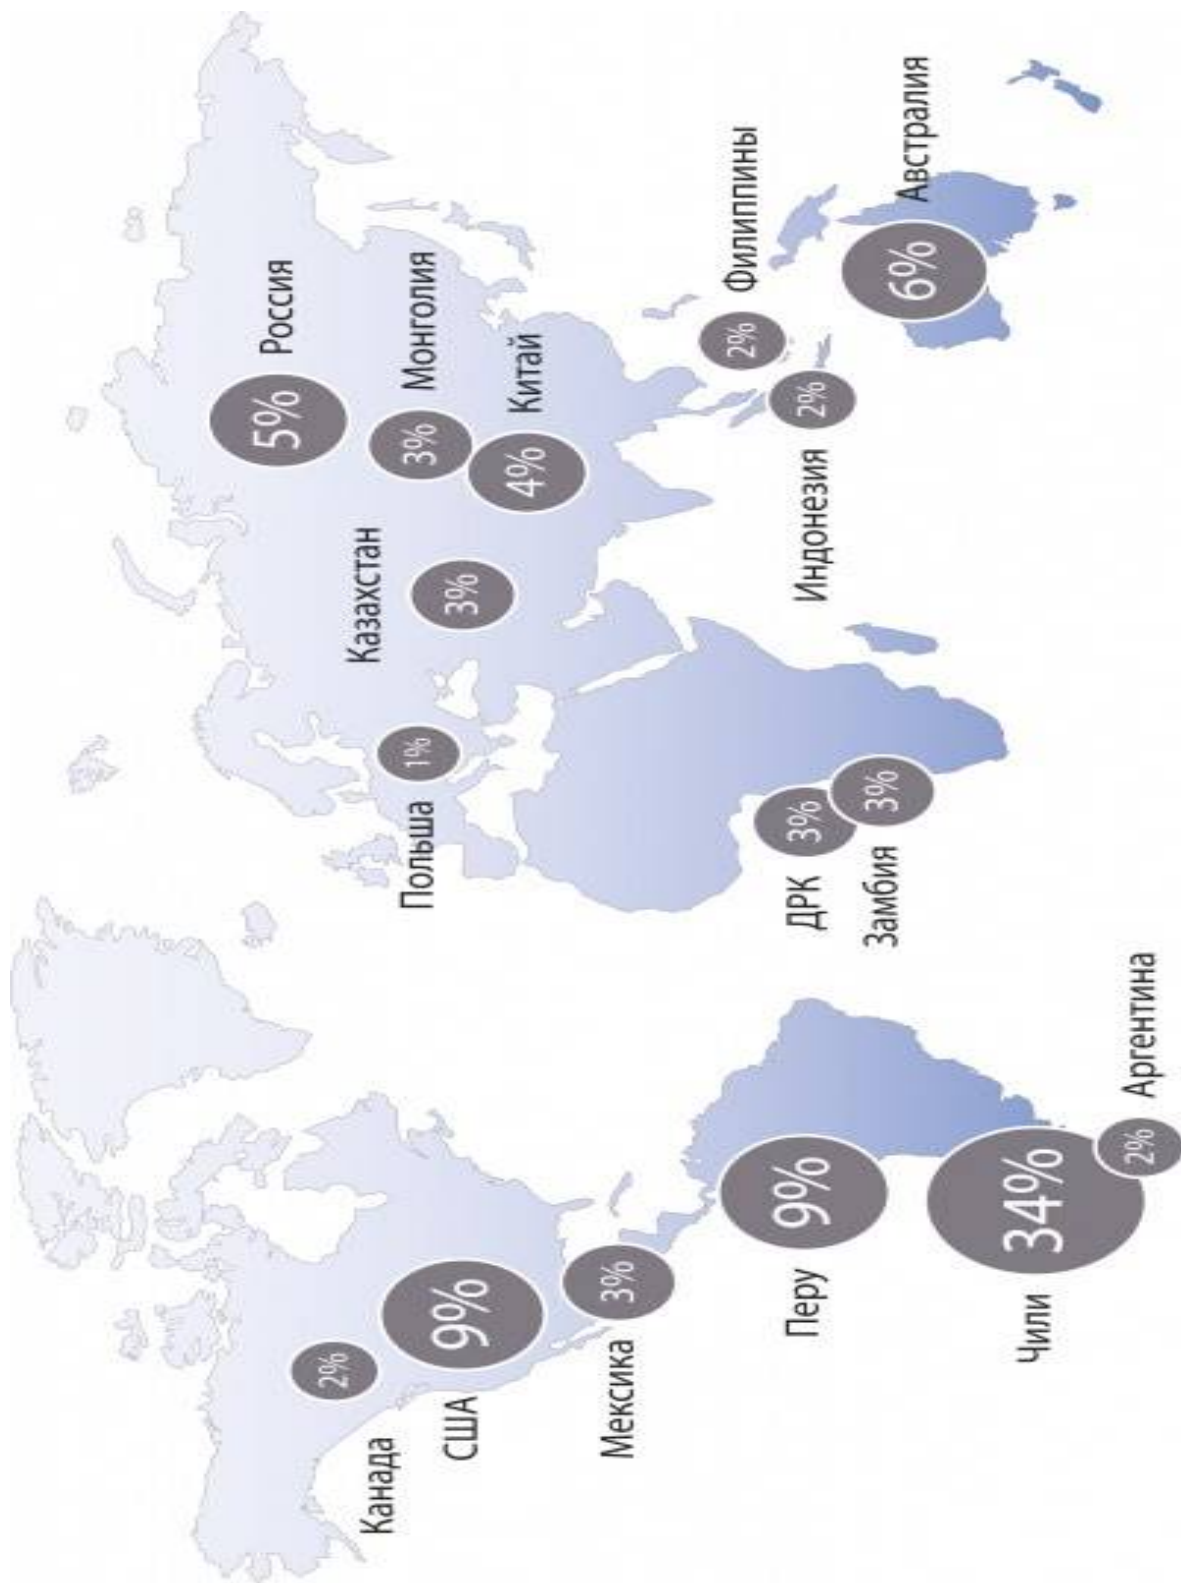 Канада
2%
США
9%
Мексика
3%
Перу
9%
Чили
34%
Аргентина
2%
Польша
1%
Казахстан
3%
Россия
5%
Монголия
3%
Китай
4%
ДРК
3%
Замбия
3%
Индонезия
2%
Филиппины
2%
Австралия
6%